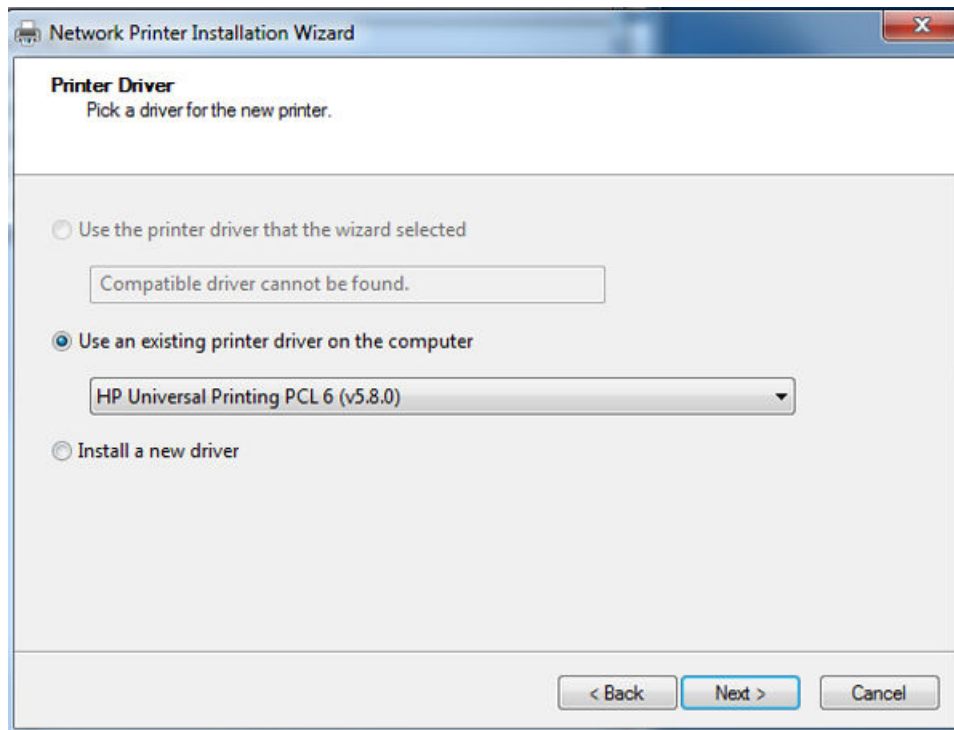 Network Printer Installation Wizard
Printer Driver
Pick a driver for the new printer.
Use the printer driver that the wizard selected
Compatible driver cannot be found.
Use an existing printer driver on the computer
HP Universal Printing PCL 6 (v5.8.0)
Install a new driver
< Back Next > Cancel